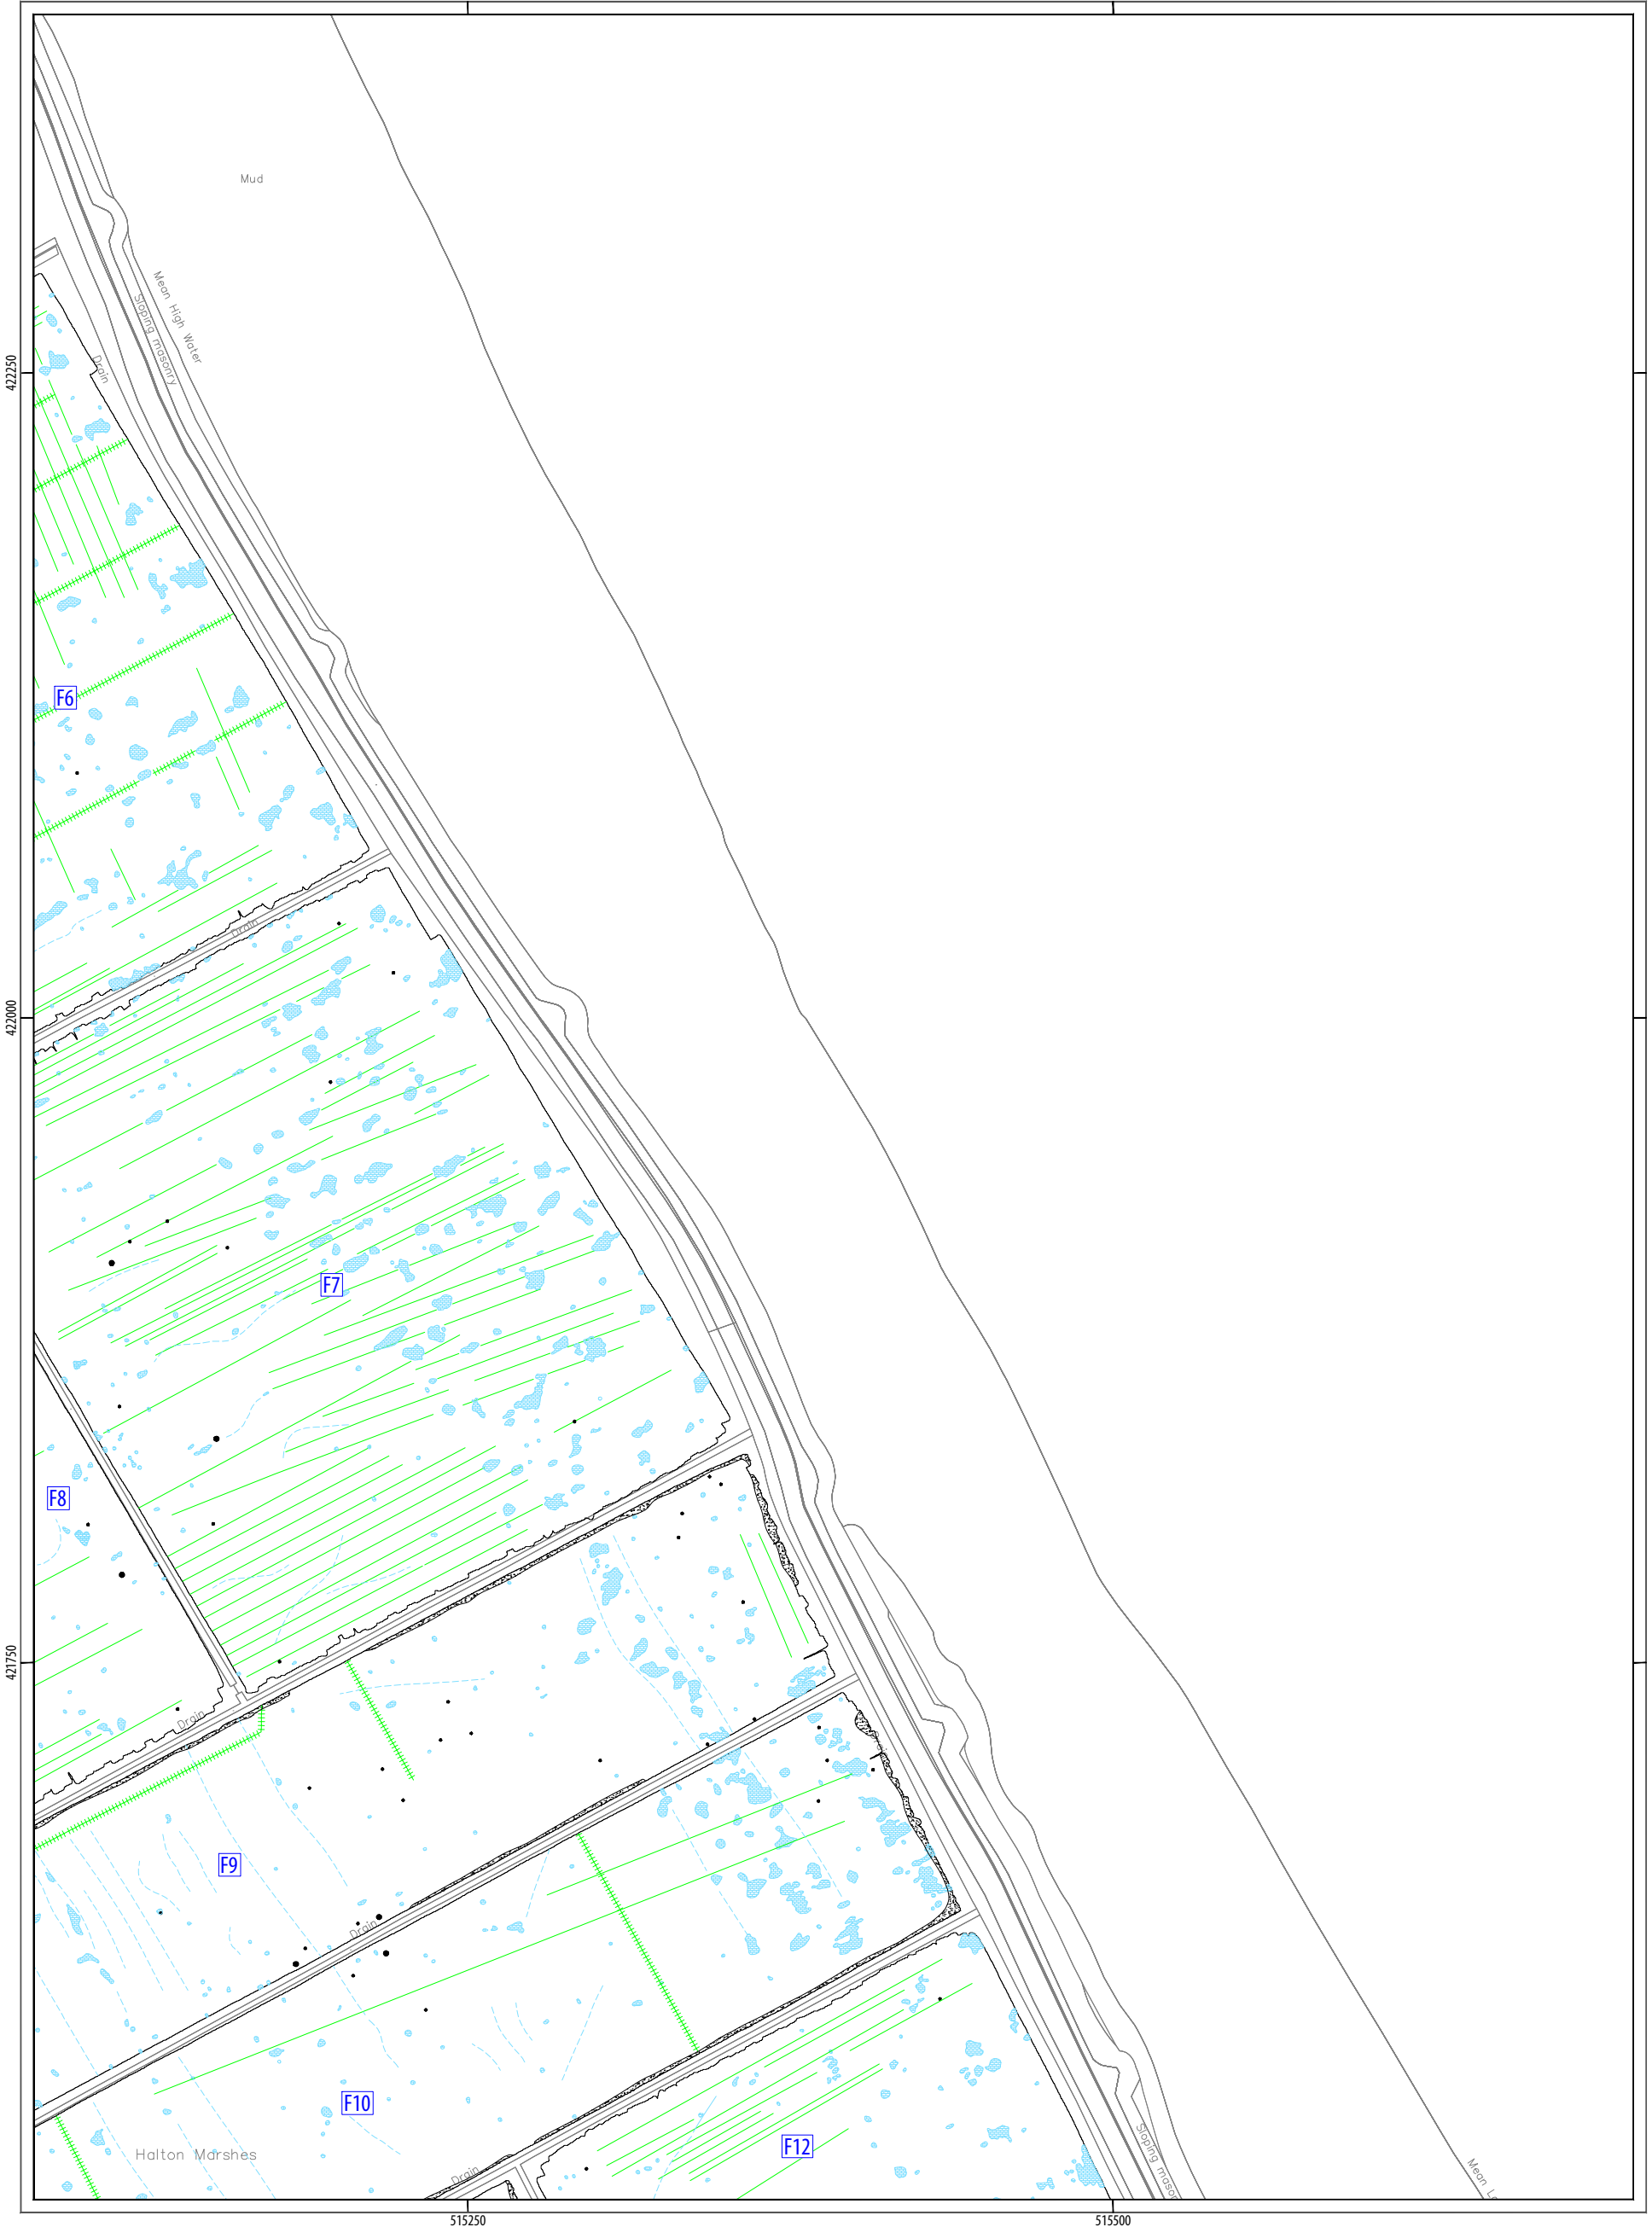 Mud
Mean High Water
Sloping masonry
Drain
422250
F6
Drain
422000
F7
F8
421750
Drain
F9
Drain
F10
Halton Marshes
F12
Drain
Sloping mason
Mean
515250
515500